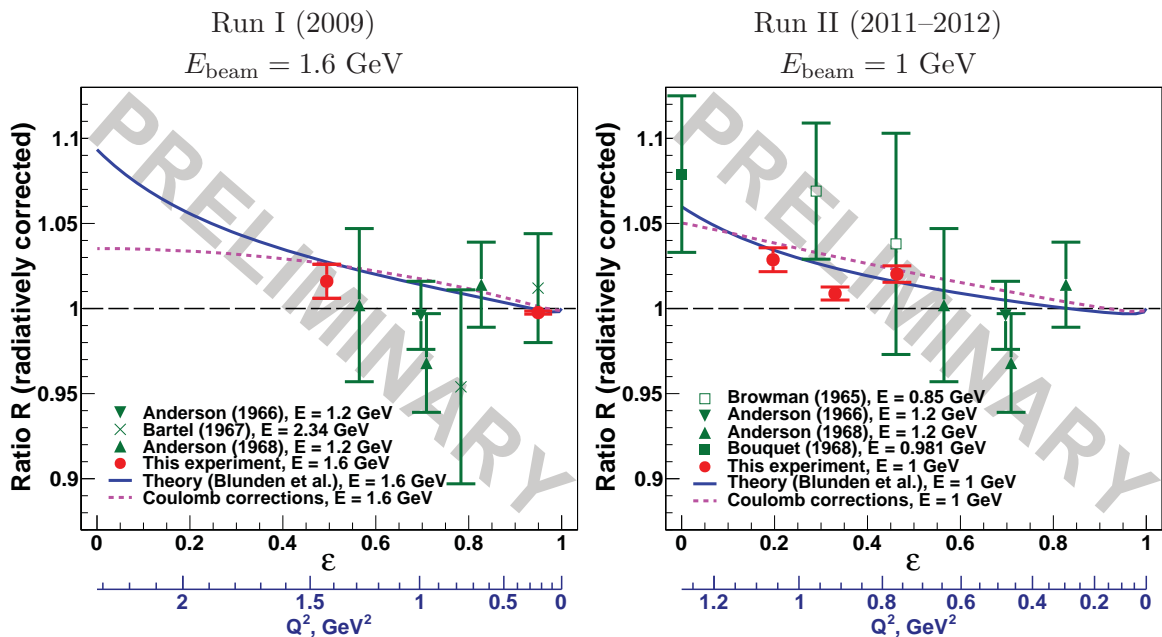 Run I (2009)
E_beam = 1.6 GeV
Ratio R (radiatively corrected)
1.1
1.05
1
0.95
0.9
PRELIMINARY
Anderson (1966), E = 1.2 GeV
Bartel (1967), E = 2.34 GeV
Anderson (1968), E = 1.2 GeV
This experiment, E = 1.6 GeV
Theory (Blunden et al.), E = 1.6 GeV
Coulomb corrections, E = 1.6 GeV
0 0.2 0.4 0.6 0.8 1
ε
2 1.5 1 0.5 0
Q², GeV²
Run II (2011–2012)
E_beam = 1 GeV
Ratio R (radiatively corrected)
1.1
1.05
1
0.95
0.9
PRELIMINARY
Browman (1965), E = 0.85 GeV
Anderson (1966), E = 1.2 GeV
Anderson (1968), E = 1.2 GeV
Bouquet (1968), E = 0.981 GeV
This experiment, E = 1 GeV
Theory (Blunden et al.), E = 1 GeV
Coulomb corrections, E = 1 GeV
0 0.2 0.4 0.6 0.8 1
ε
1.2 1 0.8 0.6 0.4 0.2 0
Q², GeV²